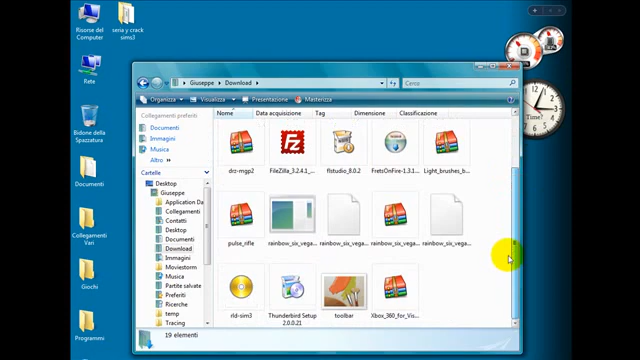 Risorse del
Computer
seria y crack
sims3
Rete
Bidone della
Spazzatura
Documenti
Collegamenti
Vari
Giochi
Programmi
Giuseppe ▸ Download ▸
Cerca
Organizza Visualizza Presentazione Masterizza
Collegamenti preferiti
Documenti
Immagini
Musica
Altro »
Cartelle
Desktop
Giuseppe
Application Da
Collegamenti
Contatti
Desktop
Documenti
Download
Immagini
Moviestorm
Musica
Partite salvate
Preferiti
Ricerche
temp
Tracing
Nome Data acquisizione Tag Dimensione Classificazione
drz-mgp2 FileZilla_3.2.4.1_... flstudio_8.0.2 FretsOnFire-1.3.1... Light_brushes_b...
pulse_rifle rainbow_six_vega... rainbow_six_vega... rainbow_six_vega... rainbow_six_vega...
rld-sim3 Thunderbird Setup
2.0.0.21 toolbar Xbox_360_for_Vis...
19 elementi